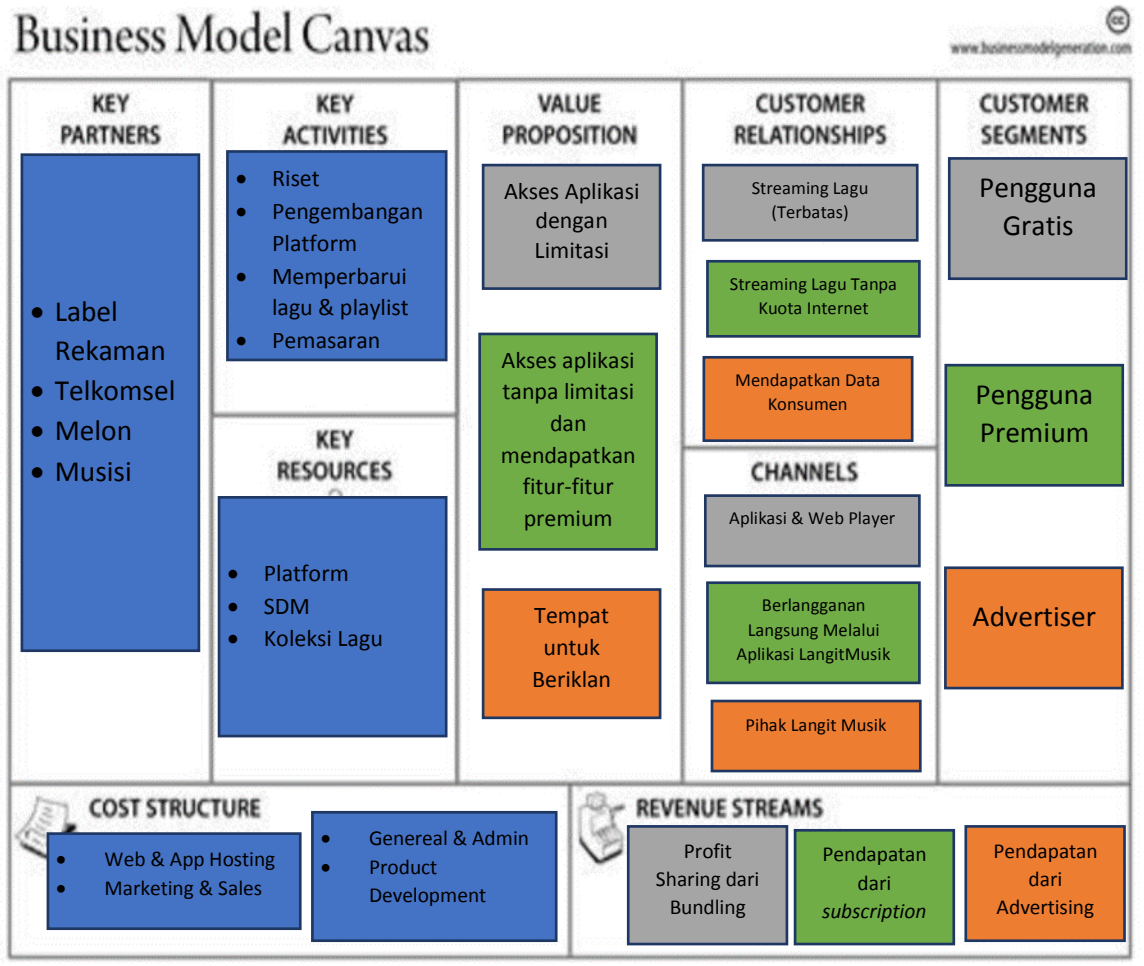 Business Model Canvas
cc
www.businessmodelgeneration.com
KEY
PARTNERS
• Label
Rekaman
• Telkomsel
• Melon
• Musisi
KEY
ACTIVITIES
• Riset
• Pengembangan
Platform
• Memperbarui
lagu & playlist
• Pemasaran
KEY
RESOURCES
• Platform
• SDM
• Koleksi Lagu
VALUE
PROPOSITION
Akses Aplikasi
dengan
Limitasi
Akses aplikasi
tanpa limitasi
dan
mendapatkan
fitur-fitur
premium
Tempat
untuk
Beriklan
CUSTOMER
RELATIONSHIPS
Streaming Lagu
(Terbatas)
Streaming Lagu Tanpa
Kuota Internet
Mendapatkan Data
Konsumen
CHANNELS
Aplikasi & Web Player
Berlangganan
Langsung Melalui
Aplikasi LangitMusik
Pihak Langit Musik
CUSTOMER
SEGMENTS
Pengguna
Gratis
Pengguna
Premium
Advertiser
COST STRUCTURE
• Web & App Hosting
• Marketing & Sales
• Genereal & Admin
• Product
Development
REVENUE STREAMS
Profit
Sharing dari
Bundling
Pendapatan
dari
subscription
Pendapatan
dari
Advertising